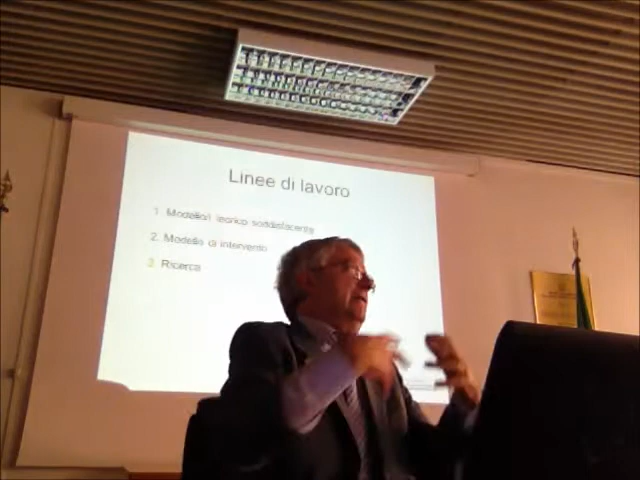 Linee di lavoro
1. Modello/i teorico soddisfacente
2. Modello di intervento
3. Ricerca